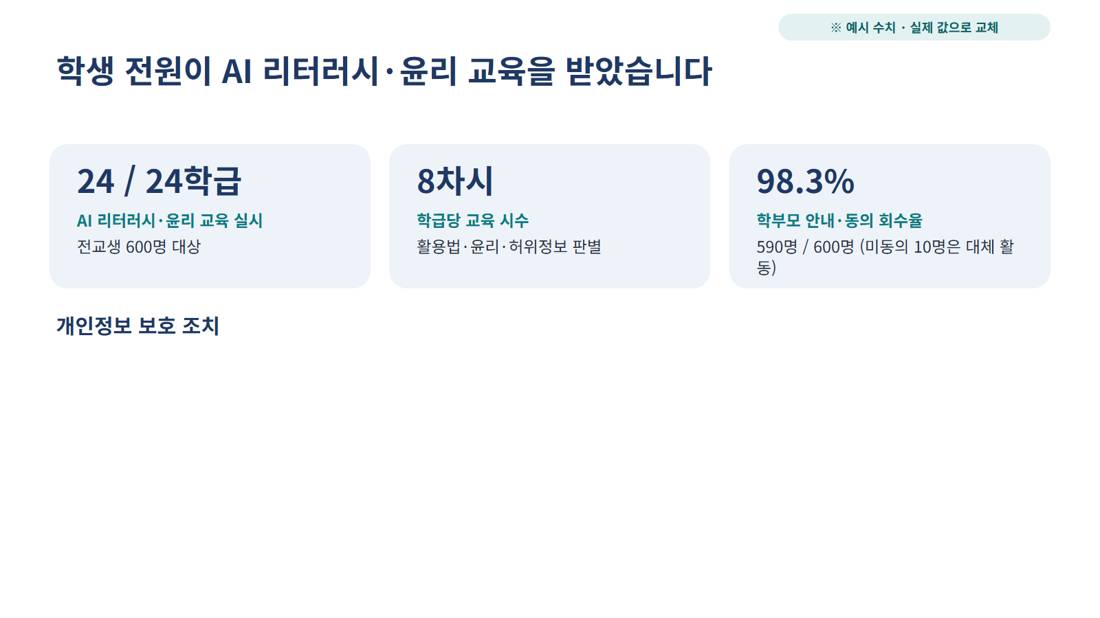 ※ 예시 수치 · 실제 값으로 교체
학생 전원이 AI 리터러시·윤리 교육을 받았습니다
24 / 24학급
AI 리터러시·윤리 교육 실시
전교생 600명 대상
8차시
학급당 교육 시수
활용법·윤리·허위정보 판별
98.3%
학부모 안내·동의 회수율
590명 / 600명 (미동의 10명은 대체 활
동)
개인정보 보호 조치